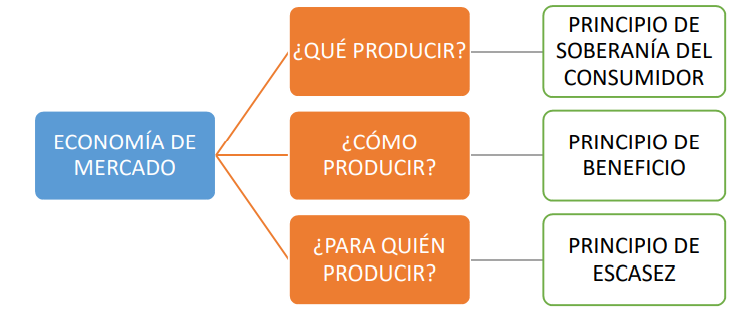 ECONOMÍA DE
MERCADO
¿QUÉ PRODUCIR?
PRINCIPIO DE
SOBERANÍA DEL
CONSUMIDOR
¿CÓMO
PRODUCIR?
PRINCIPIO DE
BENEFICIO
¿PARA QUIÉN
PRODUCIR?
PRINCIPIO DE
ESCASEZ